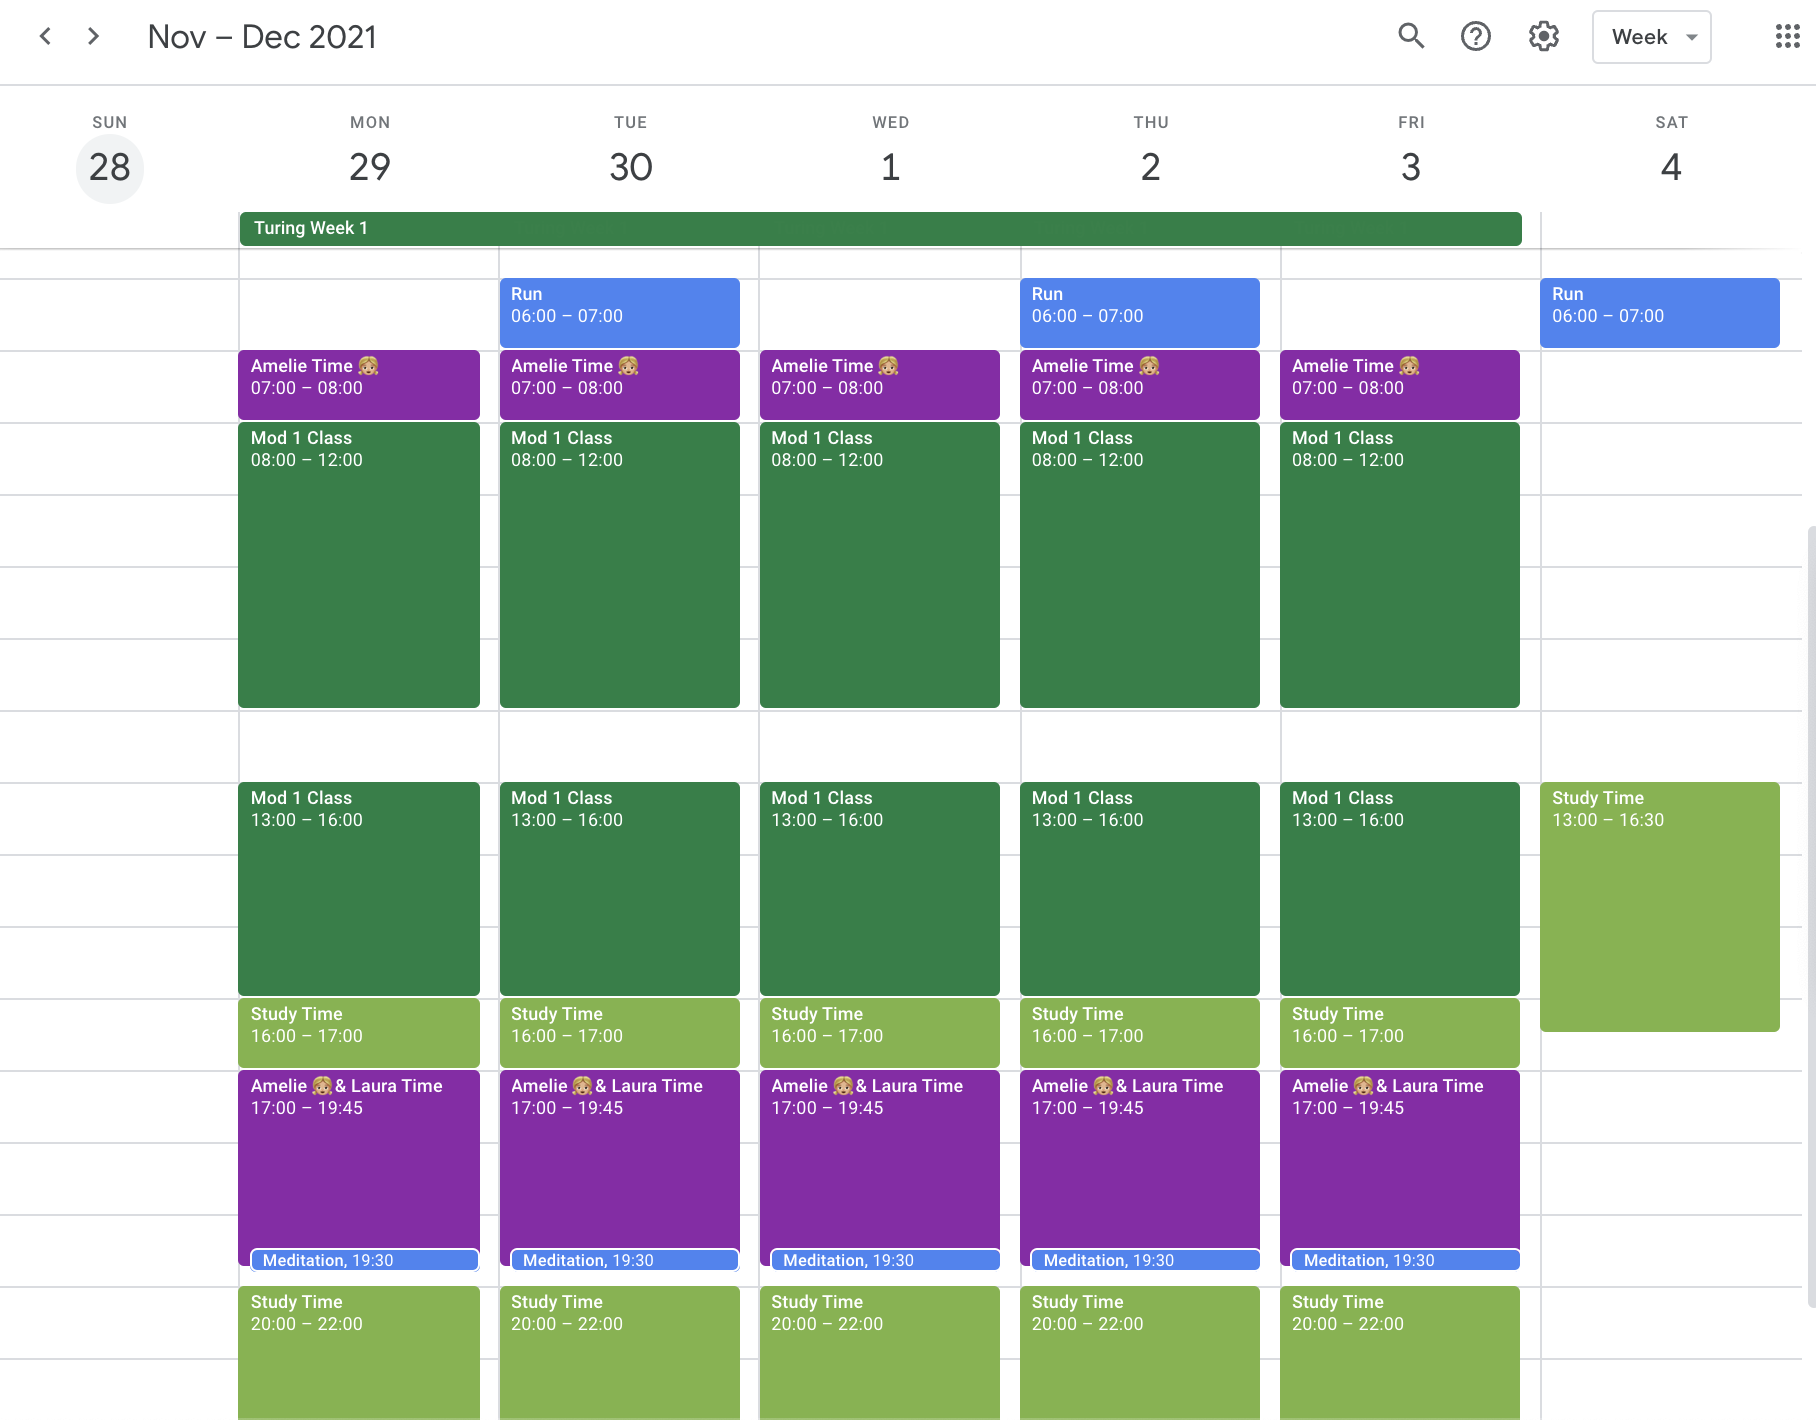 Nov – Dec 2021
Week
SUN
MON
TUE
WED
THU
FRI
SAT
28
29
30
1
2
3
4
Turing Week 1
Run
06:00 – 07:00
Run
06:00 – 07:00
Run
06:00 – 07:00
Amelie Time 👧🏼
07:00 – 08:00
Amelie Time 👧🏼
07:00 – 08:00
Amelie Time 👧🏼
07:00 – 08:00
Amelie Time 👧🏼
07:00 – 08:00
Amelie Time 👧🏼
07:00 – 08:00
Mod 1 Class
08:00 – 12:00
Mod 1 Class
08:00 – 12:00
Mod 1 Class
08:00 – 12:00
Mod 1 Class
08:00 – 12:00
Mod 1 Class
08:00 – 12:00
Mod 1 Class
13:00 – 16:00
Mod 1 Class
13:00 – 16:00
Mod 1 Class
13:00 – 16:00
Mod 1 Class
13:00 – 16:00
Mod 1 Class
13:00 – 16:00
Study Time
13:00 – 16:30
Study Time
16:00 – 17:00
Study Time
16:00 – 17:00
Study Time
16:00 – 17:00
Study Time
16:00 – 17:00
Study Time
16:00 – 17:00
Amelie 👧🏼& Laura Time
17:00 – 19:45
Amelie 👧🏼& Laura Time
17:00 – 19:45
Amelie 👧🏼& Laura Time
17:00 – 19:45
Amelie 👧🏼& Laura Time
17:00 – 19:45
Amelie 👧🏼& Laura Time
17:00 – 19:45
Meditation, 19:30
Meditation, 19:30
Meditation, 19:30
Meditation, 19:30
Meditation, 19:30
Study Time
20:00 – 22:00
Study Time
20:00 – 22:00
Study Time
20:00 – 22:00
Study Time
20:00 – 22:00
Study Time
20:00 – 22:00